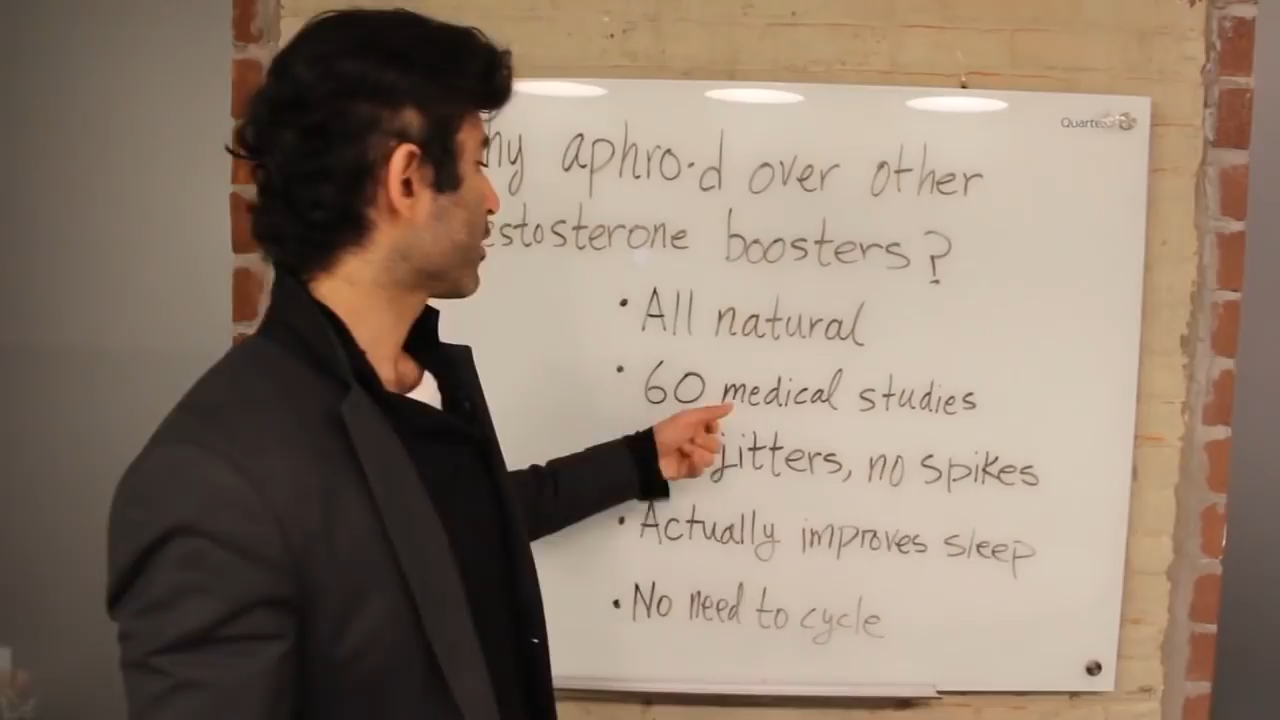 hy aphro-d over other
estosterone boosters?
• All natural
• 60 medical studies
jitters, no spikes
• Actually improves sleep
• No need to cycle